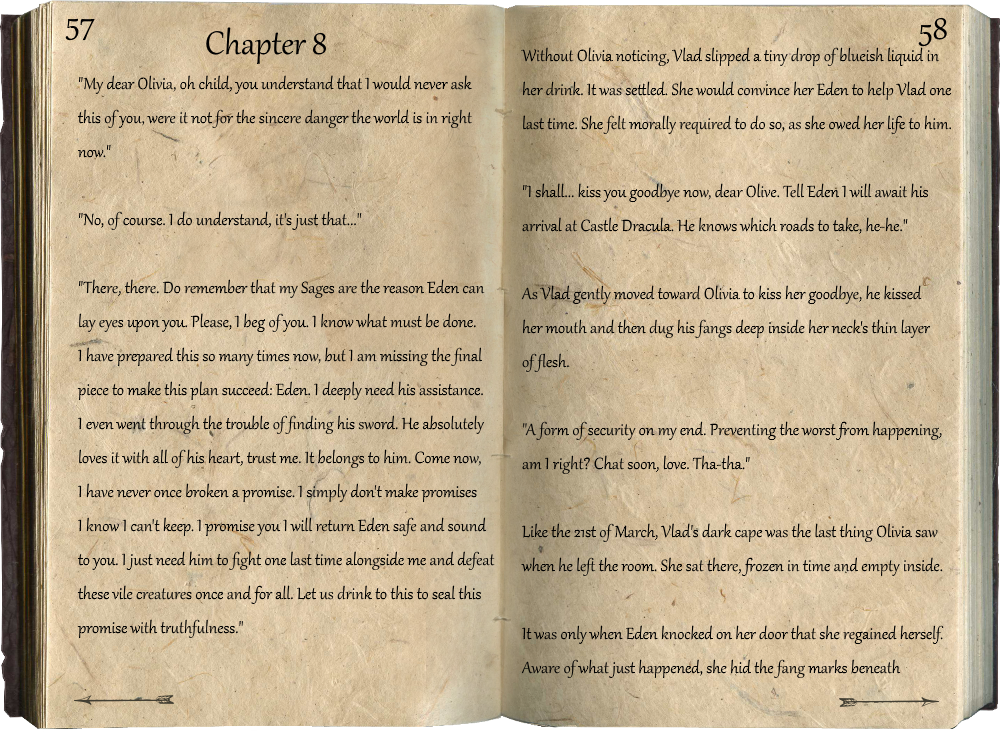 57
Chapter 8
"My dear Olivia, oh child, you understand that I would never ask
this of you, were it not for the sincere danger the world is in right
now."
"No, of course. I do understand, it's just that..."
"There, there. Do remember that my Sages are the reason Eden can
lay eyes upon you. Please, I beg of you. I know what must be done.
I have prepared this so many times now, but I am missing the final
piece to make this plan succeed: Eden. I deeply need his assistance.
I even went through the trouble of finding his sword. He absolutely
loves it with all of his heart, trust me. It belongs to him. Come now,
I have never once broken a promise. I simply don't make promises
I know I can't keep. I promise you I will return Eden safe and sound
to you. I just need him to fight one last time alongside me and defeat
these vile creatures once and for all. Let us drink to this to seal this
promise with truthfulness."
58
Without Olivia noticing, Vlad slipped a tiny drop of blueish liquid in
her drink. It was settled. She would convince her Eden to help Vlad one
last time. She felt morally required to do so, as she owed her life to him.
"I shall... kiss you goodbye now, dear Olive. Tell Eden I will await his
arrival at Castle Dracula. He knows which roads to take, he-he."
As Vlad gently moved toward Olivia to kiss her goodbye, he kissed
her mouth and then dug his fangs deep inside her neck's thin layer
of flesh.
"A form of security on my end. Preventing the worst from happening,
am I right? Chat soon, love. Tha-tha."
Like the 21st of March, Vlad's dark cape was the last thing Olivia saw
when he left the room. She sat there, frozen in time and empty inside.
It was only when Eden knocked on her door that she regained herself.
Aware of what just happened, she hid the fang marks beneath